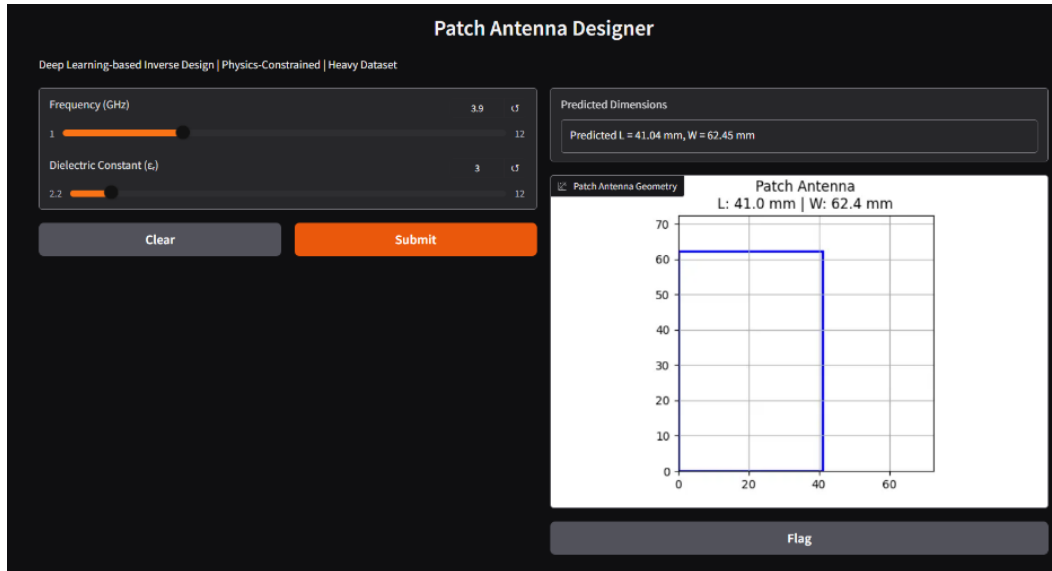 Patch Antenna Designer
Deep Learning-based Inverse Design | Physics-Constrained | Heavy Dataset
Frequency (GHz)
3.9
↺
1
12
Dielectric Constant (εᵣ)
3
↺
2.2
12
Clear
Submit
Predicted Dimensions
Predicted L = 41.04 mm, W = 62.45 mm
Patch Antenna Geometry
Patch Antenna
L: 41.0 mm | W: 62.4 mm
70
60
50
40
30
20
10
0
0 20 40 60
Flag